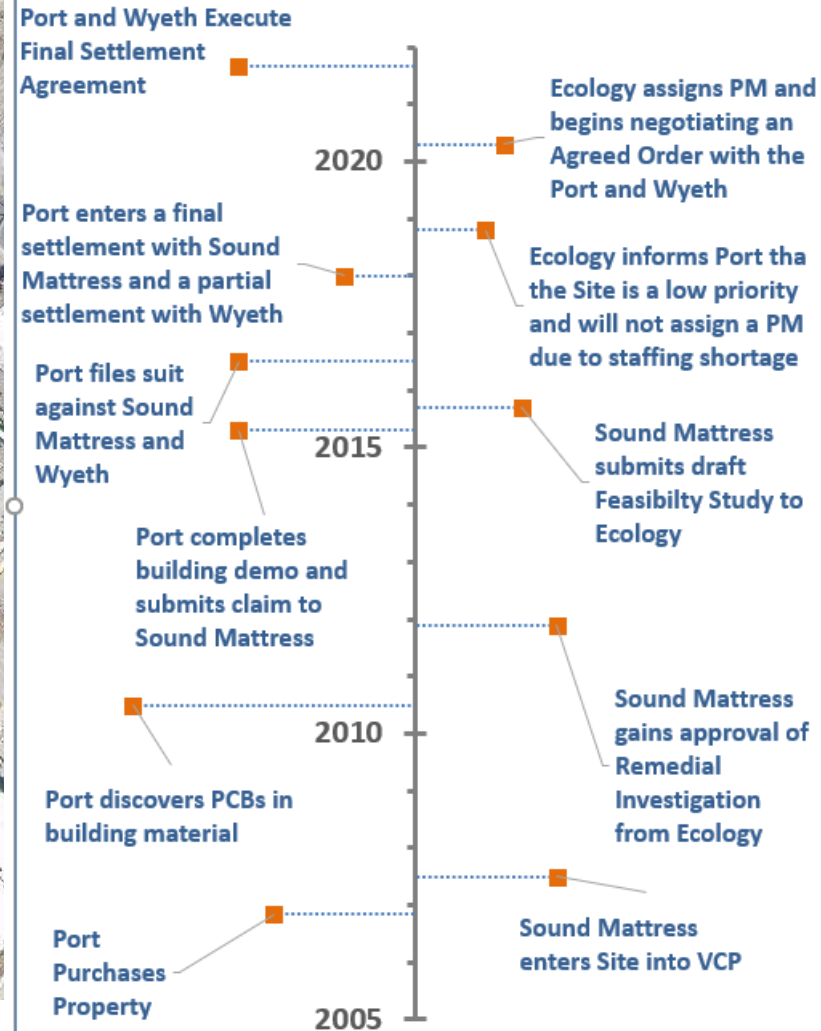 Port and Wyeth Execute
Final Settlement
Agreement
Ecology assigns PM and
begins negotiating an
Agreed Order with the
Port and Wyeth
2020
Port enters a final
settlement with Sound
Mattress and a partial
settlement with Wyeth
Ecology informs Port tha
the Site is a low priority
and will not assign a PM
due to staffing shortage
Port files suit
against Sound
Mattress and
Wyeth
2015
Sound Mattress
submits draft
Feasibilty Study to
Ecology
Port completes
building demo and
submits claim to
Sound Mattress
Sound Mattress
gains approval of
Remedial
Investigation
from Ecology
2010
Port discovers PCBs in
building material
Sound Mattress
enters Site into VCP
Port
Purchases
Property
2005